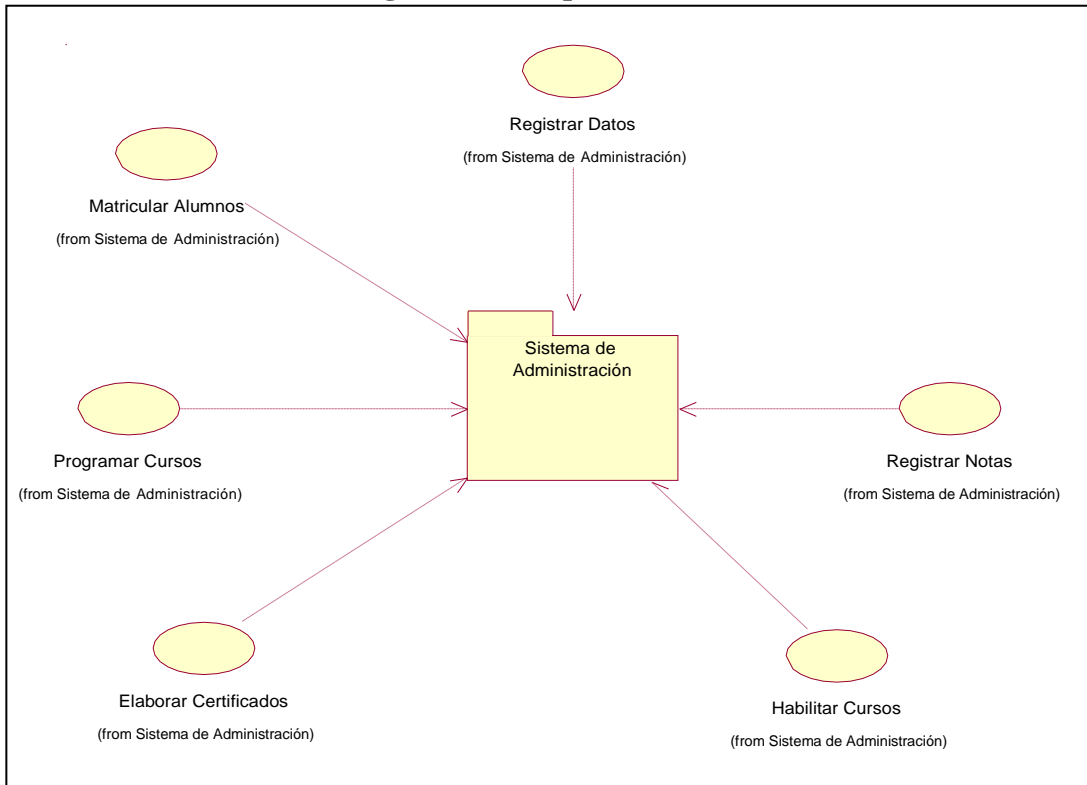 Registrar Datos
(from Sistema de Administración)
Matricular Alumnos
(from Sistema de Administración)
Sistema de
Administración
Programar Cursos
(from Sistema de Administración)
Registrar Notas
(from Sistema de Administración)
Elaborar Certificados
(from Sistema de Administración)
Habilitar Cursos
(from Sistema de Administración)